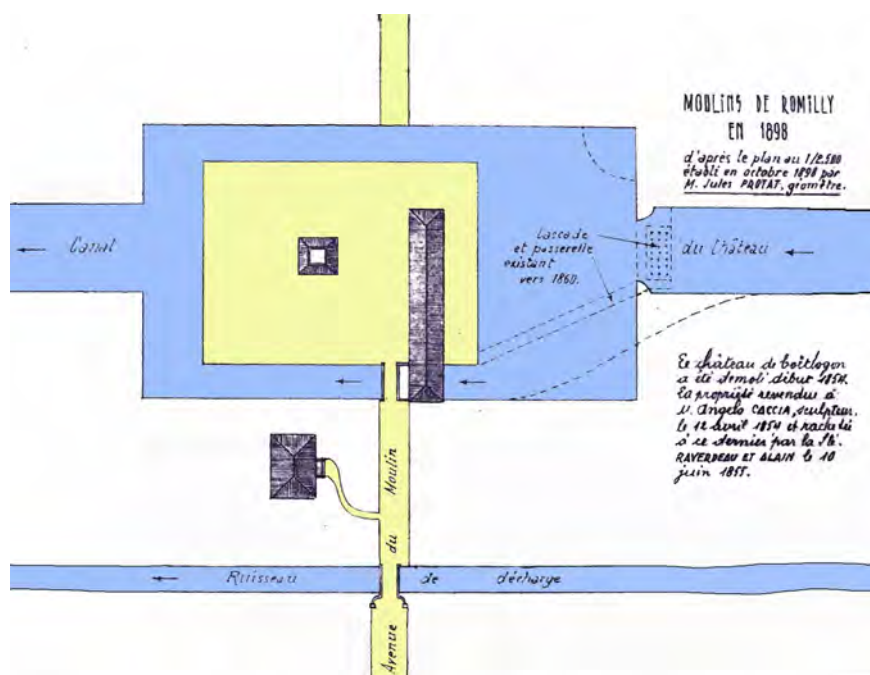 MOULINS DE ROMILLY
EN 1898
d'après le plan au 1/2.500
établi en octobre 1898 par
M. Jules PROTAT, géomètre.
Canal
du Château
Cascade
et passerelle
existant
vers 1860.
Le château de Boëtlogon
a été démoli début 1854.
la propriété revendue à
M. Angelo CACCIA, sculpteur.
le 12 avril 1854 et rachetée
à ce dernier par la Sté.
RAVERDEAU ET ALAIN le 10
juin 1855.
Ruisseau de décharge
Avenue du Moulin